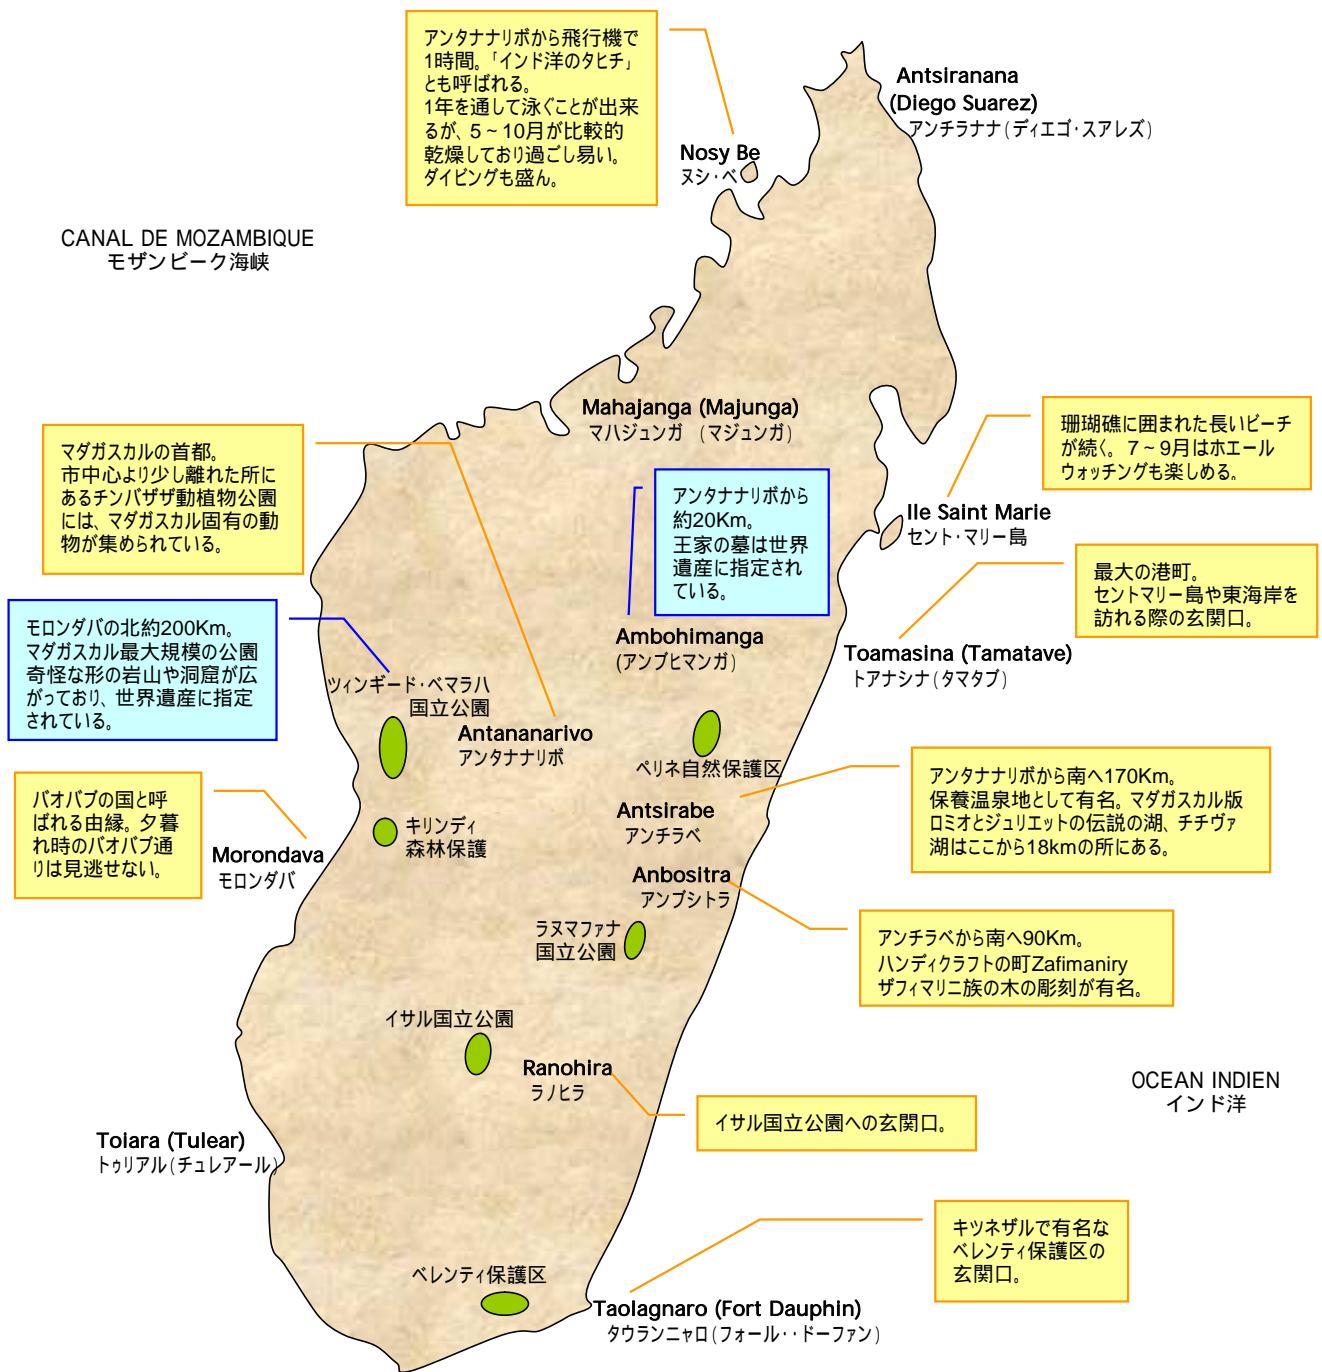 アンタナナリボから飛行機で
1時間。「インド洋のタヒチ」
とも呼ばれる。
1年を通して泳ぐことが出来
るが、5～10月が比較的
乾燥しており過ごし易い。
ダイビングも盛ん。
Antsiranana
(Diego Suarez)
アンチラナナ(ディエゴ・スアレズ)
Nosy Be
ヌシ・ベ
CANAL DE MOZAMBIQUE
モザンビーク海峡
Mahajanga (Majunga)
マハジュンガ (マジュンガ)
珊瑚礁に囲まれた長いビーチ
が続く。7～9月はホエール
ウォッチングも楽しめる。
Ile Saint Marie
セント・マリー島
マダガスカルの首都。
市中心より少し離れた所に
あるチンバザザ動植物公園
には、マダガスカル固有の動
物が集められている。
アンタナナリボから
約20Km。
王家の墓は世界
遺産に指定され
ている。
Ambohimanga
(アンブヒマンガ)
最大の港町。
セントマリー島や東海岸を
訪れる際の玄関口。
Toamasina (Tamatave)
トアナシナ(タマタブ)
モロンダバの北約200Km。
マダガスカル最大規模の公園
奇怪な形の岩山や洞窟が広
がっており、世界遺産に指定
されている。
ツィンギード・ベマラハ
国立公園
Antananarivo
アンタナナリボ
ペリネ自然保護区
アンタナナリボから南へ170Km。
保養温泉地として有名。マダガスカル版
ロミオとジュリエットの伝説の湖、チチヴァ
湖はここから18kmの所にある。
Antsirabe
アンチラベ
バオバブの国と呼
ばれる由縁。夕暮
れ時のバオバブ通
りは見逃せない。
Morondava
モロンダバ
キリンディ
森林保護
Anbositra
アンブシトラ
アンチラベから南へ90Km。
ハンディクラフトの町Zafimaniry
ザフィマリニ族の木の彫刻が有名。
ラヌマファナ
国立公園
イサル国立公園
Ranohira
ラノヒラ
イサル国立公園への玄関口。
OCEAN INDIEN
インド洋
Tolara (Tulear)
トゥリアル(チュレアール)
キツネザルで有名な
ベレンティ保護区の
玄関口。
ベレンティ保護区
Taolagnaro (Fort Dauphin)
タウランニャロ(フォール・・ドーファン)